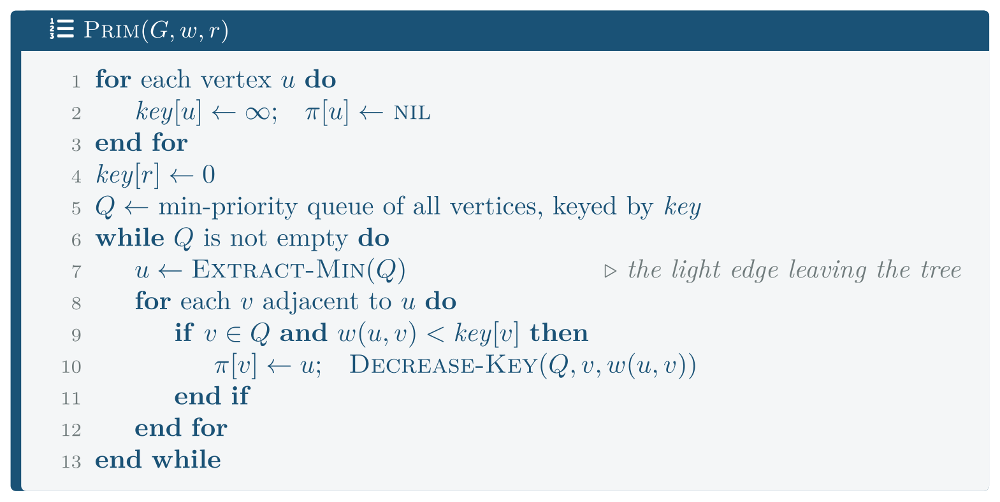 PRIM(G, w, r)
1 for each vertex u do
2 key[u] ← ∞; π[u] ← NIL
3 end for
4 key[r] ← 0
5 Q ← min-priority queue of all vertices, keyed by key
6 while Q is not empty do
7 u ← EXTRACT-MIN(Q) ▷ the light edge leaving the tree
8 for each v adjacent to u do
9 if v ∈ Q and w(u, v) < key[v] then
10 π[v] ← u; DECREASE-KEY(Q, v, w(u, v))
11 end if
12 end for
13 end while